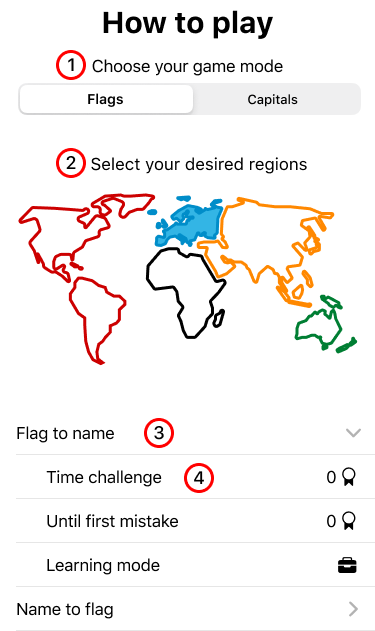 How to play
1 Choose your game mode
Flags Capitals
2 Select your desired regions
Flag to name 3
Time challenge 4 0
Until first mistake 0
Learning mode
Name to flag